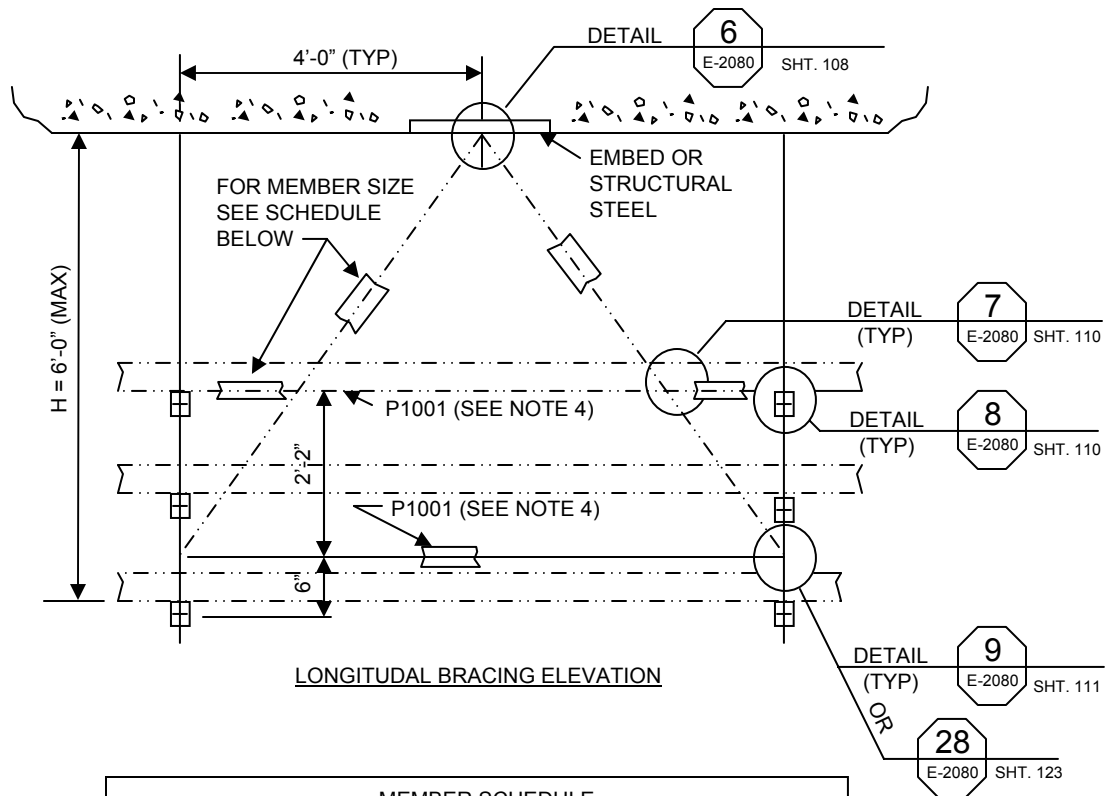 DETAIL
6
E-2080
SHT. 108
4'-0" (TYP)
EMBED OR
STRUCTURAL
STEEL
FOR MEMBER SIZE
SEE SCHEDULE
BELOW
H = 6'-0" (MAX)
DETAIL
(TYP)
7
E-2080
SHT. 110
P1001 (SEE NOTE 4)
DETAIL
(TYP)
8
E-2080
SHT. 110
2'-2"
P1001 (SEE NOTE 4)
6"
LONGITUDAL BRACING ELEVATION
DETAIL
(TYP)
9
E-2080
SHT. 111
OR
28
E-2080
SHT. 123
MEMBER SCHEDULE